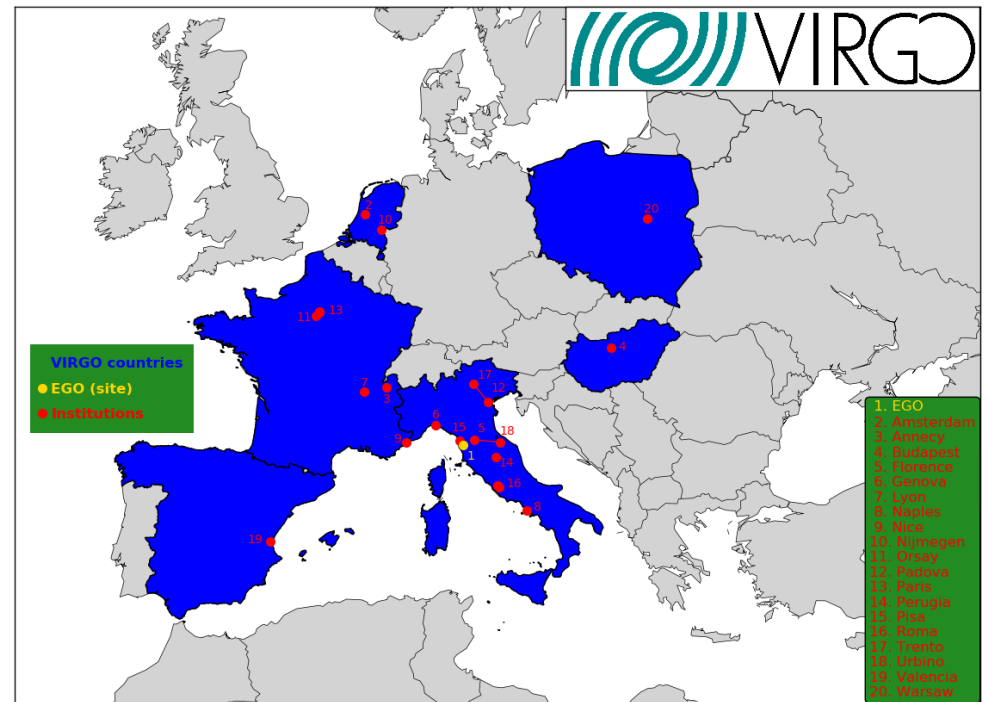 VIRGO
2
10
20
11
13
4
7
3
17
12
6
9
15
5
18
1
14
16
8
19
VIRGO countries
EGO (site)
Institutions
1. EGO
2. Amsterdam
3. Annecy
4. Budapest
5. Florence
6. Genova
7. Lyon
8. Naples
9. Nice
10. Nijmegen
11. Orsay
12. Padova
13. Paris
14. Perugia
15. Pisa
16. Roma
17. Trento
18. Urbino
19. Valencia
20. Warsaw